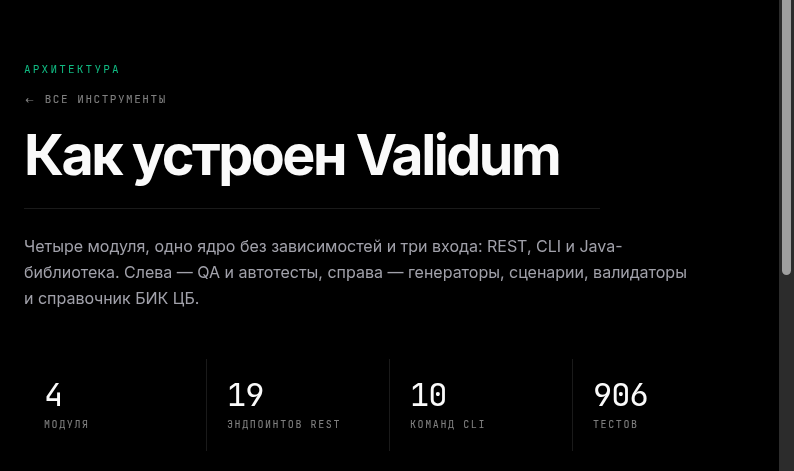 АРХИТЕКТУРА
← ВСЕ ИНСТРУМЕНТЫ
Как устроен Validum
Четыре модуля, одно ядро без зависимостей и три входа: REST, CLI и Java-
библиотека. Слева — QA и автотесты, справа — генераторы, сценарии, валидаторы
и справочник БИК ЦБ.
4
МОДУЛЯ
19
ЭНДПОИНТОВ REST
10
КОМАНД CLI
906
ТЕСТОВ